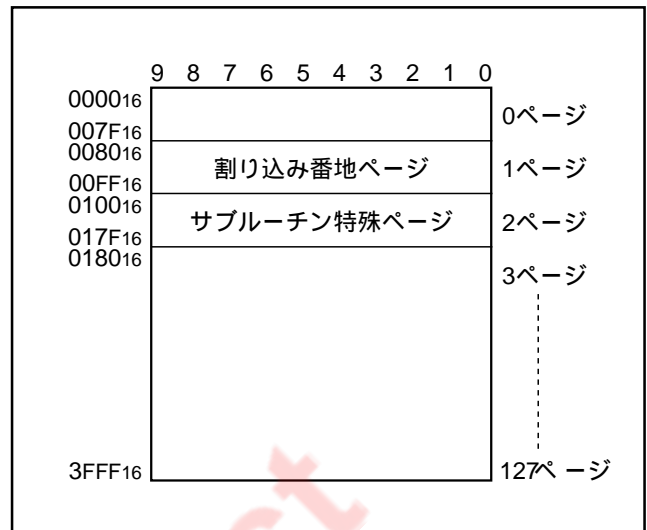 9 8 7 6 5 4 3 2 1 0
000016
0ページ
007F16
008016
割り込み番地ページ
1ページ
00FF16
010016
サブルーチン特殊ページ
2ページ
017F16
018016
3ページ
3FFF16
127ページ